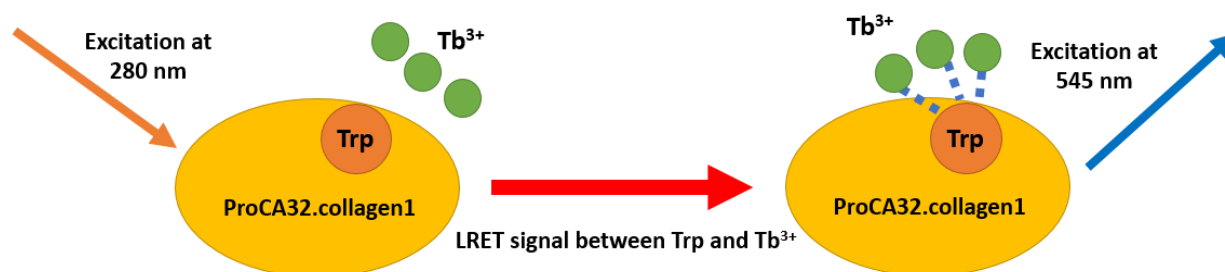 Excitation at
280 nm
Tb³⁺
Trp
ProCA32.collagen1
LRET signal between Trp and Tb³⁺
Tb³⁺
Excitation at
545 nm
Trp
ProCA32.collagen1